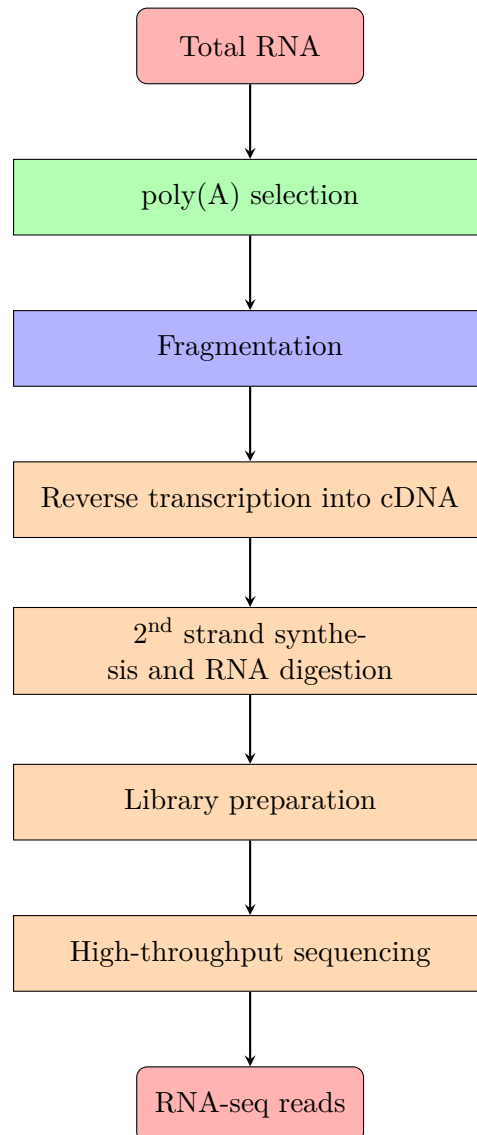 Total RNA
poly(A) selection
Fragmentation
Reverse transcription into cDNA
2nd strand synthe-
sis and RNA digestion
Library preparation
High-throughput sequencing
RNA-seq reads